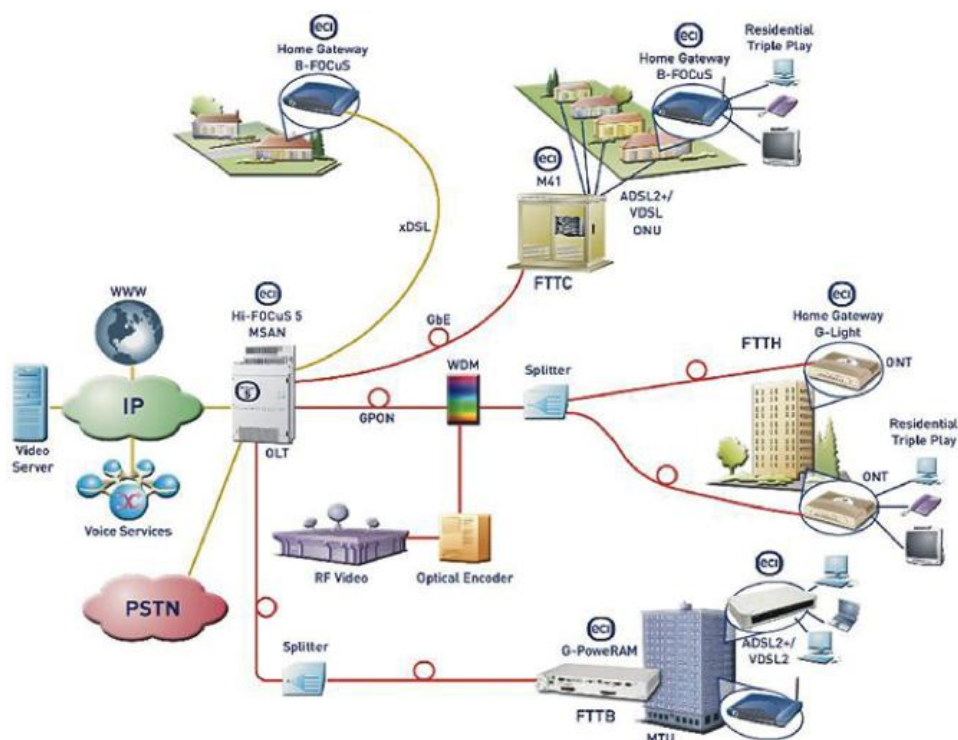 eci
Home Gateway
B-FOCuS
eci
Home Gateway
B-FOCuS
Residential
Triple Play
eci
M41
ADSL2+/
VDSL
ONU
FTTC
xDSL
WWW
eci
Hi-FOCuS 5
MSAN
GbE
IP
Video
Server
Voice Services
OLT
GPON
WDM
Splitter
FTTH
eci
Home Gateway
G-Light
ONT
Residential
Triple Play
ONT
RF Video
Optical Encoder
PSTN
Splitter
eci
G-PoweRAM
FTTB
MTU
eci
ADSL2+/
VDSL2